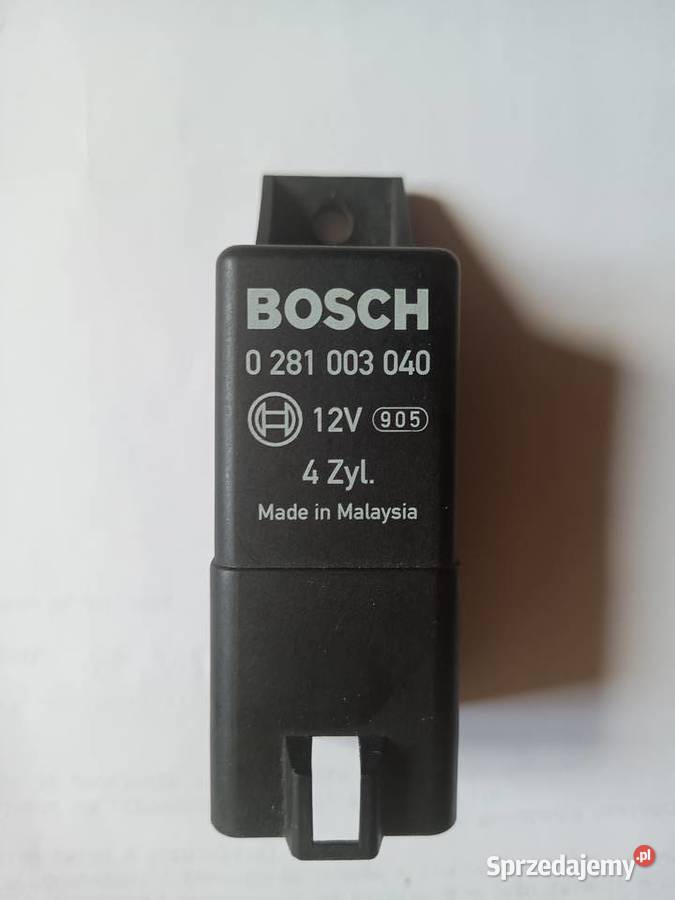 BOSCH
0 281 003 040
12V 905
4 Zyl.
Made in Malaysia
Sprzedajemy.pl